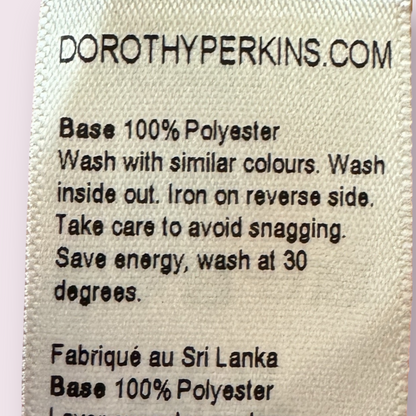 DOROTHYPERKINS.COM
Base 100% Polyester
Wash with similar colours. Wash
inside out. Iron on reverse side.
Take care to avoid snagging.
Save energy, wash at 30
degrees.
Fabriqué au Sri Lanka
Base 100% Polyester